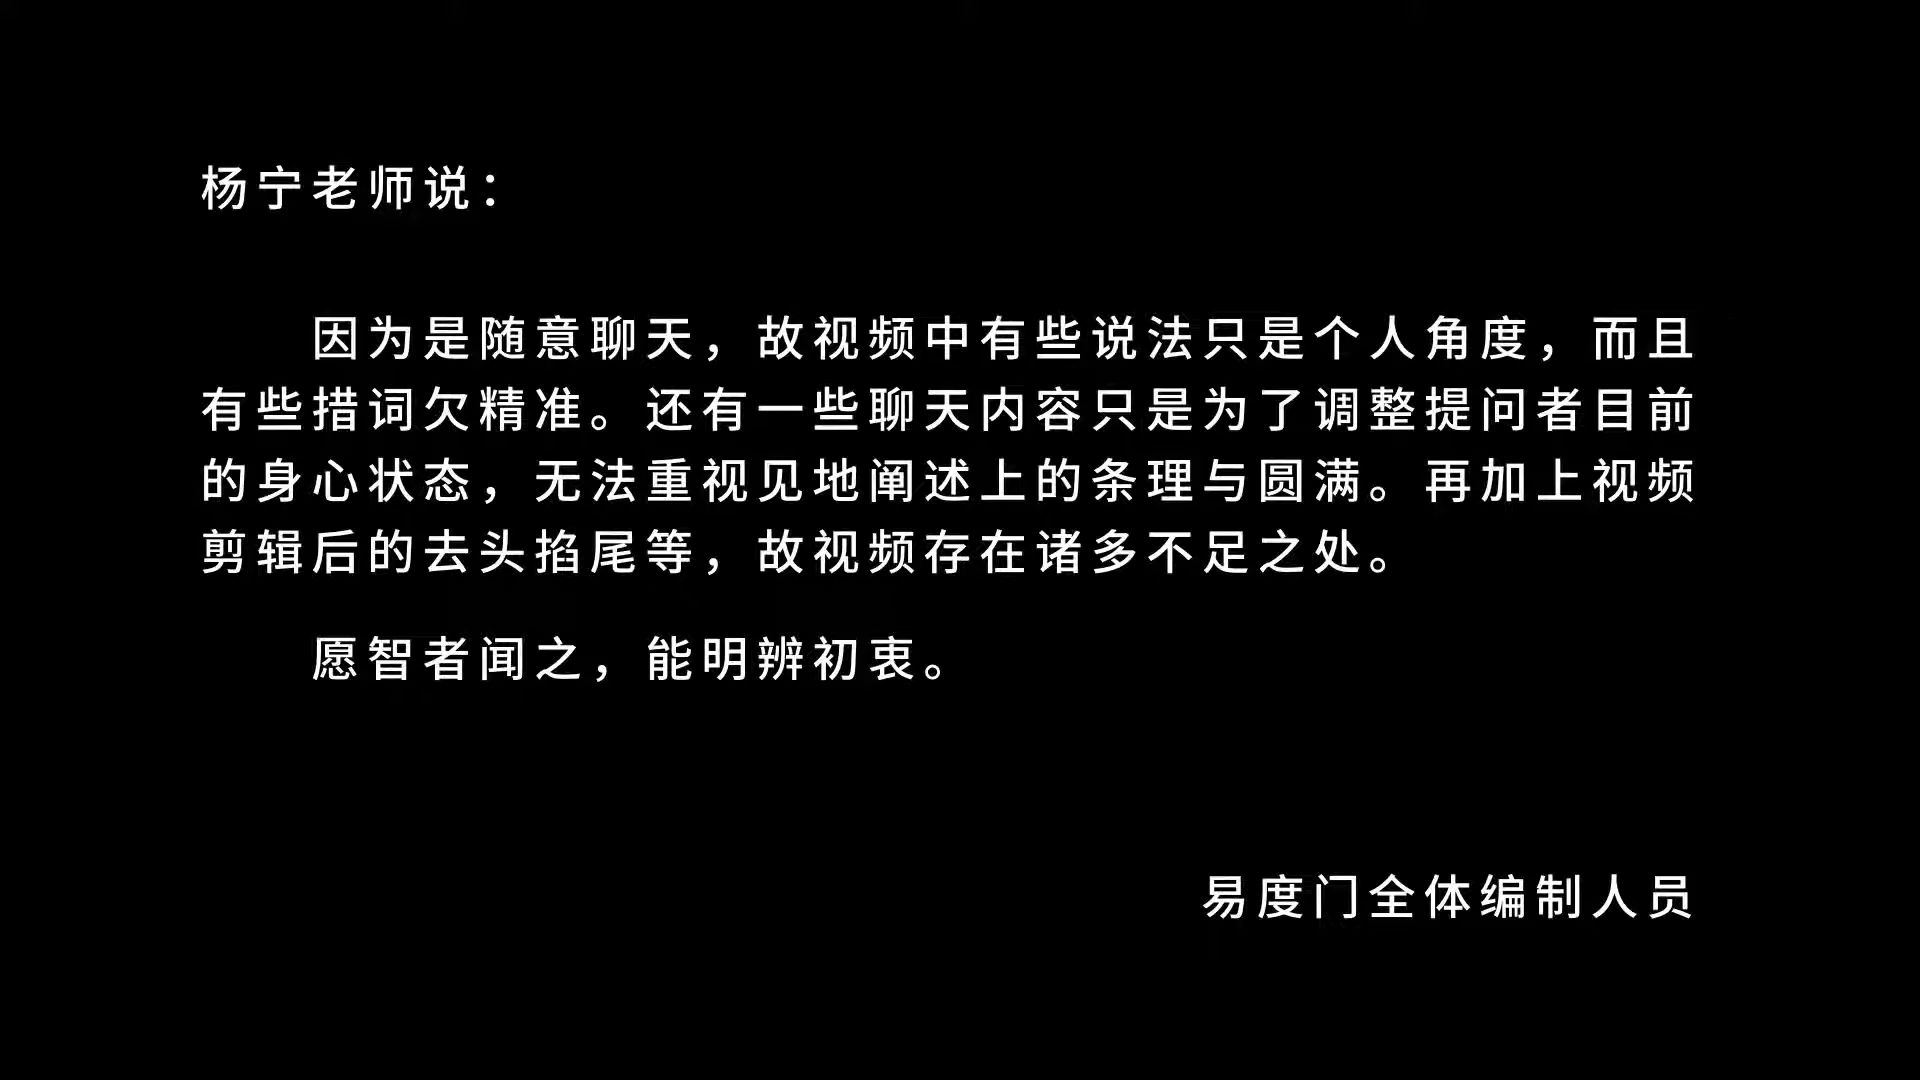 杨宁老师说：
因为是随意聊天，故视频中有些说法只是个人角度，而且
有些措词欠精准。还有一些聊天内容只是为了调整提问者目前
的身心状态，无法重视见地阐述上的条理与圆满。再加上视频
剪辑后的去头掐尾等，故视频存在诸多不足之处。
愿智者闻之，能明辨初衷。
易度门全体编制人员